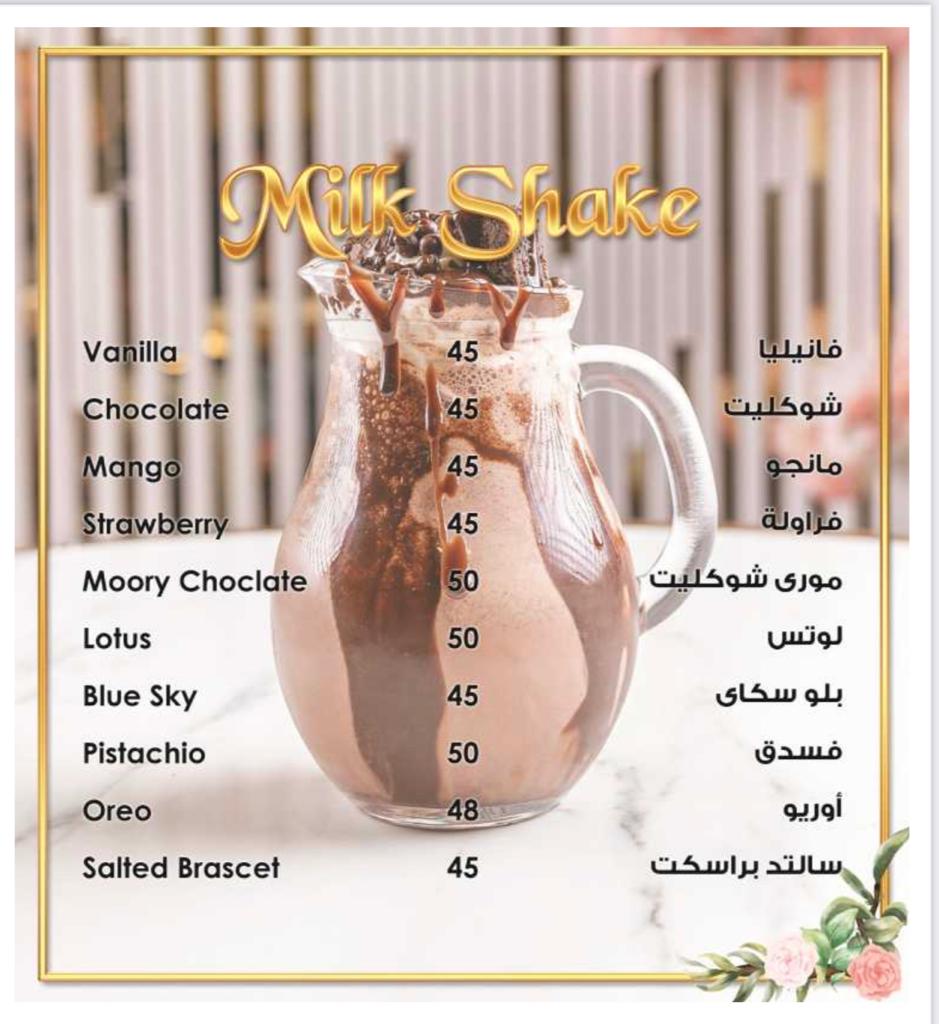 Milk Shake
Vanilla 45 فانيليا
Chocolate 45 شوكليت
Mango 45 مانجو
Strawberry 45 فراولة
Moory Choclate 50 مورى شوكليت
Lotus 50 لوتس
Blue Sky 45 بلو سكاى
Pistachio 50 فسدق
Oreo 48 أوريو
Salted Brascet 45 سالتد براسكت